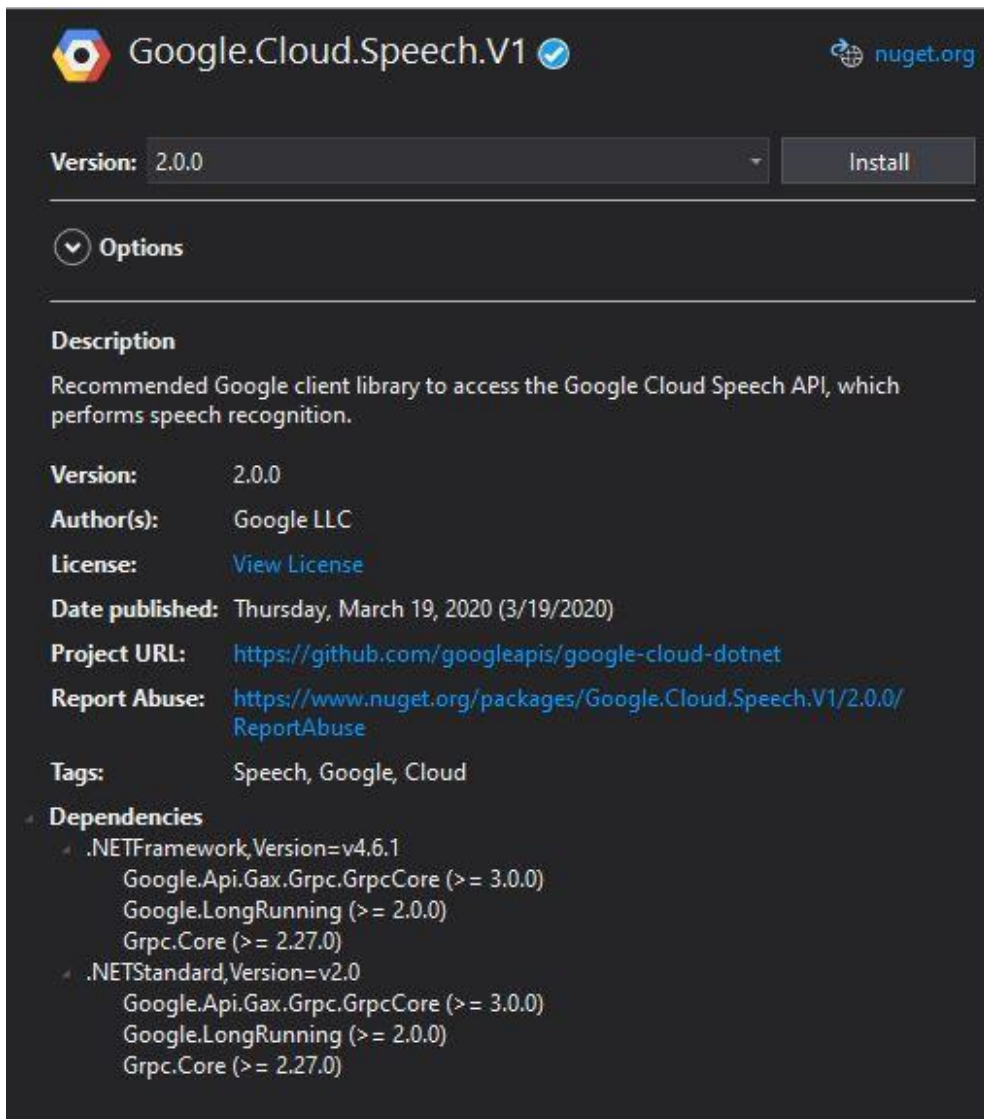 Google.Cloud.Speech.V1
nuget.org
Version: 2.0.0
Install
Options
Description
Recommended Google client library to access the Google Cloud Speech API, which
performs speech recognition.
Version: 2.0.0
Author(s): Google LLC
License: View License
Date published: Thursday, March 19, 2020 (3/19/2020)
Project URL: https://github.com/googleapis/google-cloud-dotnet
Report Abuse: https://www.nuget.org/packages/Google.Cloud.Speech.V1/2.0.0/
ReportAbuse
Tags: Speech, Google, Cloud
Dependencies
.NETFramework,Version=v4.6.1
Google.Api.Gax.Grpc.GrpcCore (>= 3.0.0)
Google.LongRunning (>= 2.0.0)
Grpc.Core (>= 2.27.0)
.NETStandard,Version=v2.0
Google.Api.Gax.Grpc.GrpcCore (>= 3.0.0)
Google.LongRunning (>= 2.0.0)
Grpc.Core (>= 2.27.0)